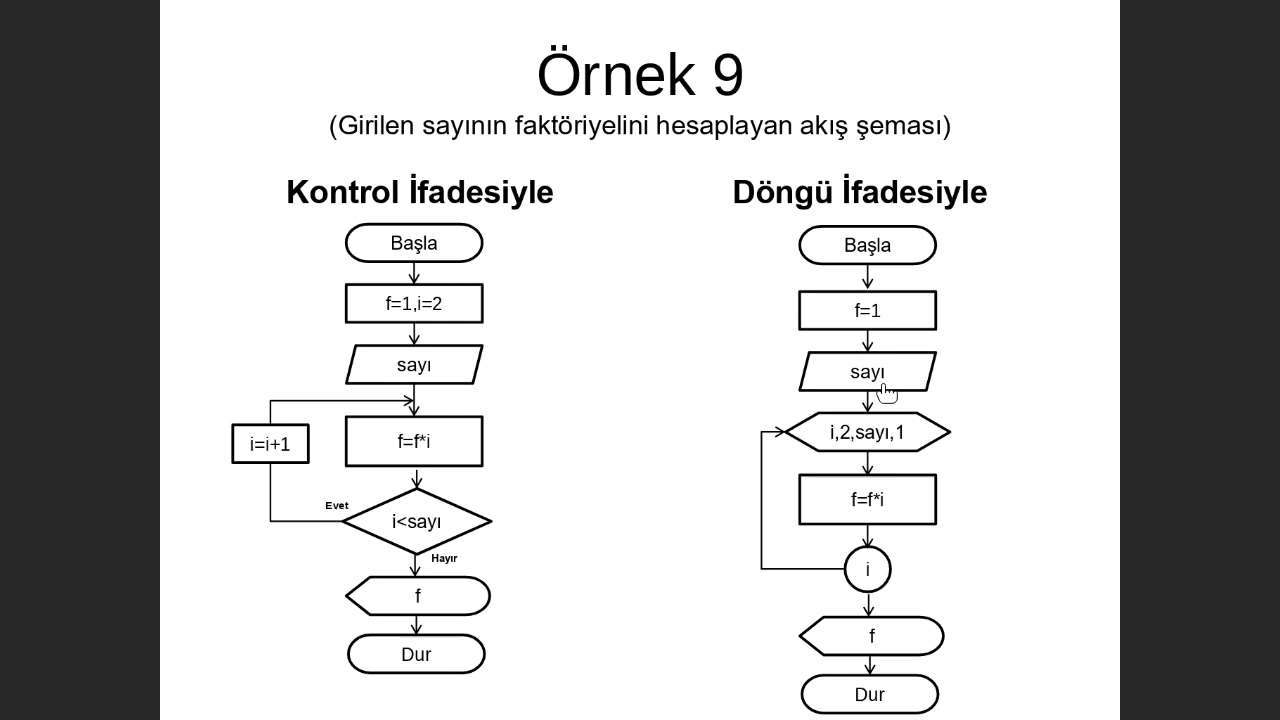 Örnek 9
(Girilen sayının faktöriyelini hesaplayan akış şeması)
Kontrol İfadesiyle
Başla
f=1,i=2
sayı
i=i+1
f=f*i
Evet
i<sayı
Hayır
f
Dur
Döngü İfadesiyle
Başla
f=1
sayı
i,2,sayı,1
f=f*i
i
f
Dur